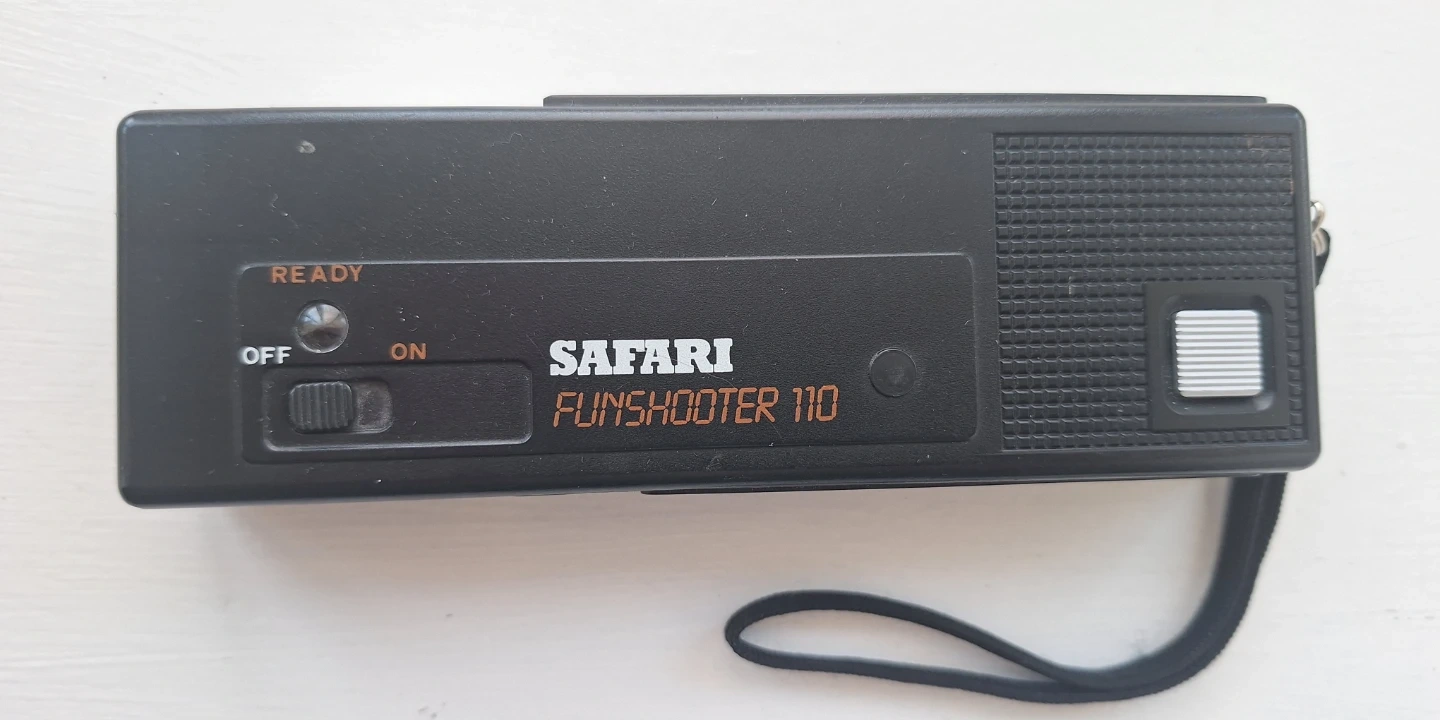 READY
OFF ON
SAFARI
FUNSHOOTER 110